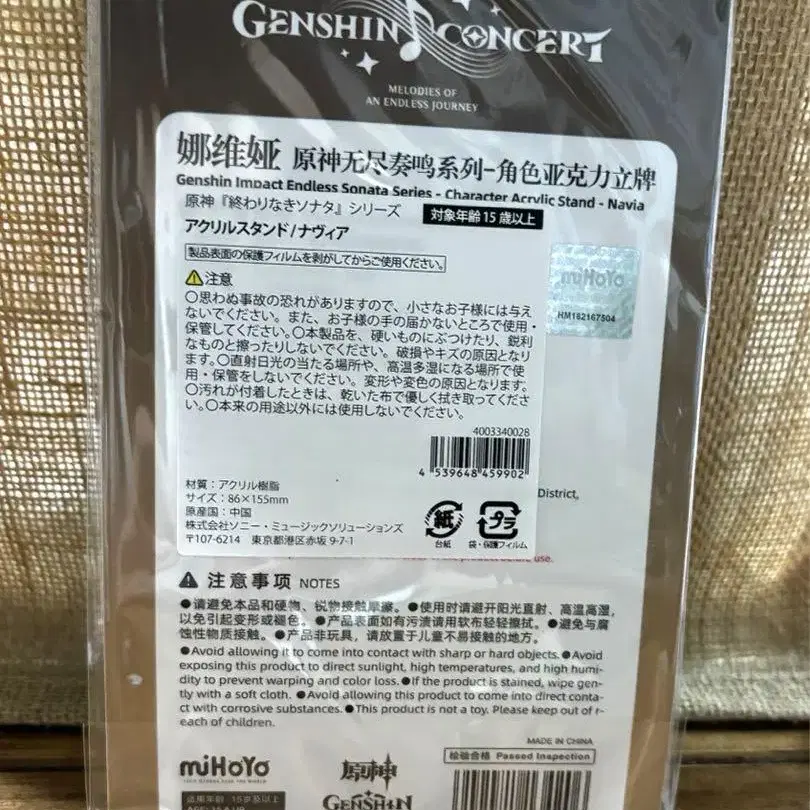 GENSHIN CONCERT
MELODIES OF
AN ENDLESS JOURNEY
娜维娅 原神无尽奏鸣系列-角色亚克力立牌
Genshin Impact Endless Sonata Series - Character Acrylic Stand - Navia
原神『終わりなきソナタ』シリーズ 対象年齢15歳以上
アクリルスタンド/ナヴィア
製品表面の保護フィルムを剥がしてからご使用ください。
miHoYo
HM182167504
注意
○思わぬ事故の恐れがありますので、小さなお子様には与え
ないでください。また、お子様の手の届かないところで使用・
保管してください。○本製品を、硬いものにぶつけたり、鋭利
なものと擦ったりしないでください。破損やキズの原因となり
ます。○直射日光の当たる場所や、高温多湿になる場所で使
用・保管をしないでください。変形や変色の原因となります。
○汚れが付着したときは、乾いた布で優しく拭き取ってくださ
い。○本来の用途以外には使用しないでください。
4003340028
4 539648 459902
材質：アクリル樹脂
サイズ：86×155mm
原産国：中国
株式会社ソニー・ミュージックソリューションズ
〒107-6214 東京都港区赤坂9-7-1
紙
台紙
プラ
袋・保護フィルム
District,
use.
注意事项 NOTES
●请避免本品和硬物、锐物接触摩擦。●使用时请避开阳光直射、高温高湿,
以免引起变形或褪色。●产品表面如有污渍请用软布轻轻擦拭。●避免与腐
蚀性物质接触。●产品非玩具，请放置于儿童不易接触的地方。
●Avoid allowing it to come into contact with sharp or hard objects.●Avoid
exposing this product to direct sunlight, high temperatures, and high humi-
dity to prevent warping and color loss.●If the product is stained, wipe gen-
tly with a soft cloth. ●Avoid allowing this product to come into direct conta-
ct with corrosive substances.●This product is not a toy. Please keep out of r-
each of children.
MADE IN CHINA
检验合格 Passed Inspection
miHoYo
TECH OTAKUS SAVE THE WORLD
原神
GENSHIN
适用年龄：15岁及以上